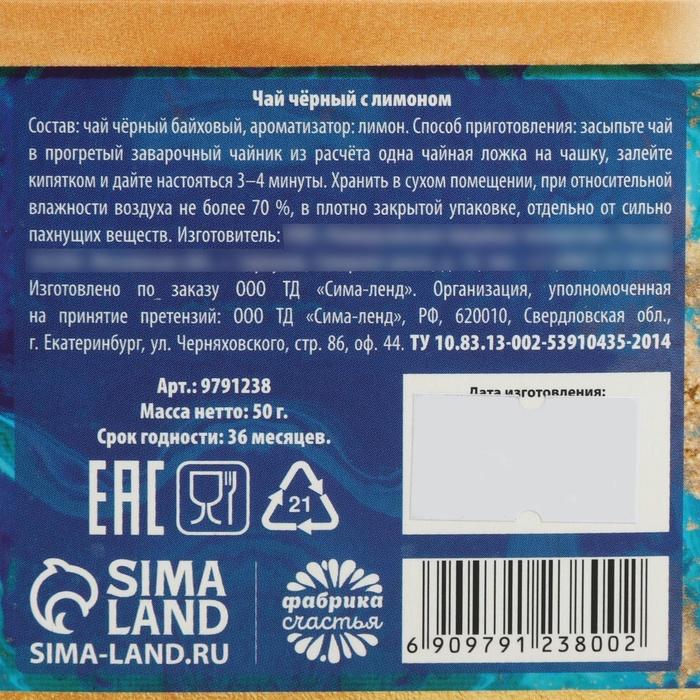 Чай чёрный с лимоном
Состав: чай чёрный байховый, ароматизатор: лимон. Способ приготовления: засыпьте чай
в прогретый заварочный чайник из расчёта одна чайная ложка на чашку, залейте
кипятком и дайте настояться 3–4 минуты. Хранить в сухом помещении, при относительной
влажности воздуха не более 70 %, в плотно закрытой упаковке, отдельно от сильно
пахнущих веществ. Изготовитель:
Изготовлено по_ заказу ООО ТД «Сима-ленд». Организация, уполномоченная
на принятие претензий: ООО ТД «Сима-ленд», РФ, 620010, Свердловская обл.,
г. Екатеринбург, ул. Черняховского, стр. 86, оф. 44. ТУ 10.83.13-002-53910435-2014
Арт.: 9791238
Масса нетто: 50 г.
Срок годности: 36 месяцев.
Дата изготовления:
EAC
21
SIMA
LAND
SIMA-LAND.RU
фабрика
счастья
6 909791 238002